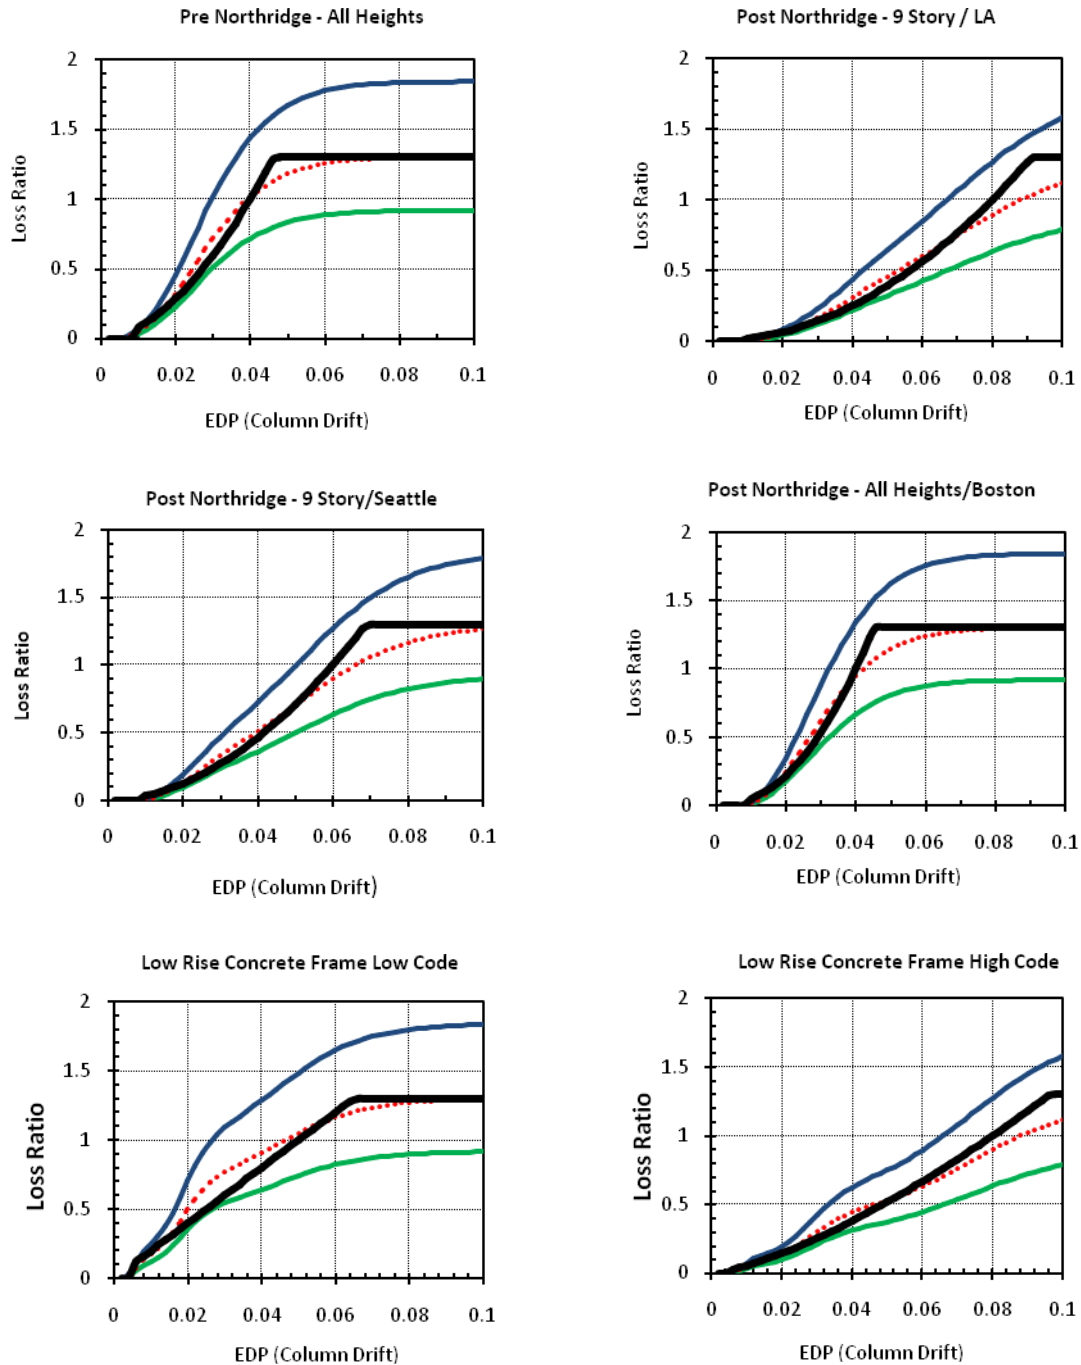 Pre Northridge - All Heights
Loss Ratio
2
1.5
1
0.5
0
0 0.02 0.04 0.06 0.08 0.1
EDP (Column Drift)
Post Northridge - 9 Story / LA
Loss Ratio
2
1.5
1
0.5
0
0 0.02 0.04 0.06 0.08 0.1
EDP (Column Drift)
Post Northridge - 9 Story/Seattle
Loss Ratio
2
1.5
1
0.5
0
0 0.02 0.04 0.06 0.08 0.1
EDP (Column Drift)
Post Northridge - All Heights/Boston
Loss Ratio
2
1.5
1
0.5
0
0 0.02 0.04 0.06 0.08 0.1
EDP (Column Drift)
Low Rise Concrete Frame Low Code
Loss Ratio
2
1.5
1
0.5
0
0 0.02 0.04 0.06 0.08 0.1
EDP (Column Drift)
Low Rise Concrete Frame High Code
Loss Ratio
2
1.5
1
0.5
0
0 0.02 0.04 0.06 0.08 0.1
EDP (Column Drift)